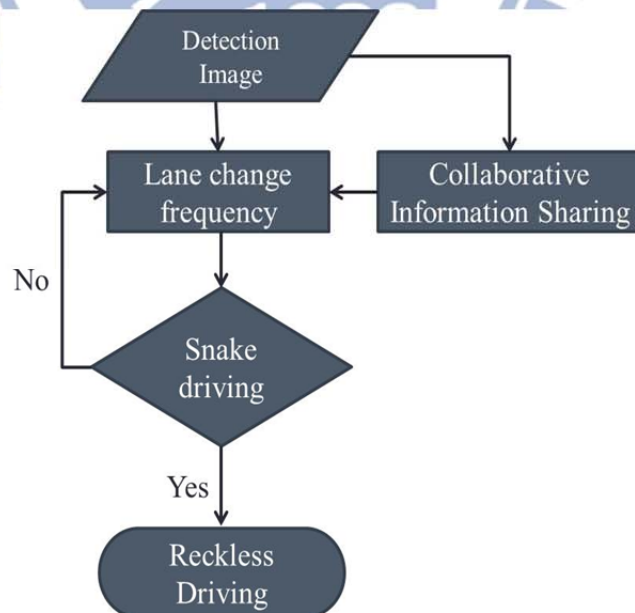 Detection
Image
Lane change
frequency
Collaborative
Information Sharing
No
Snake
driving
Yes
Reckless
Driving